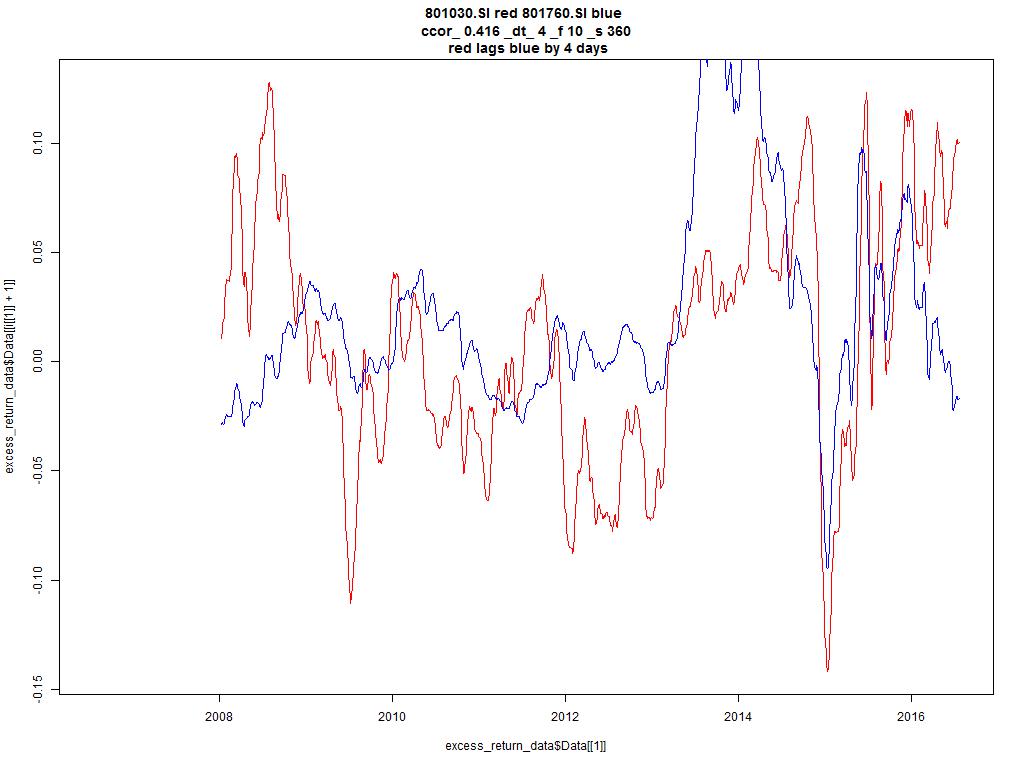 801030.SI red 801760.SI blue
ccor_ 0.416 _dt_ 4 _f 10 _s 360
red lags blue by 4 days
excess_return_data$Data[[i[[1]] + 1]]
0.10
0.05
0.00
-0.05
-0.10
-0.15
2008
2010
2012
2014
2016
excess_return_data$Data[[1]]